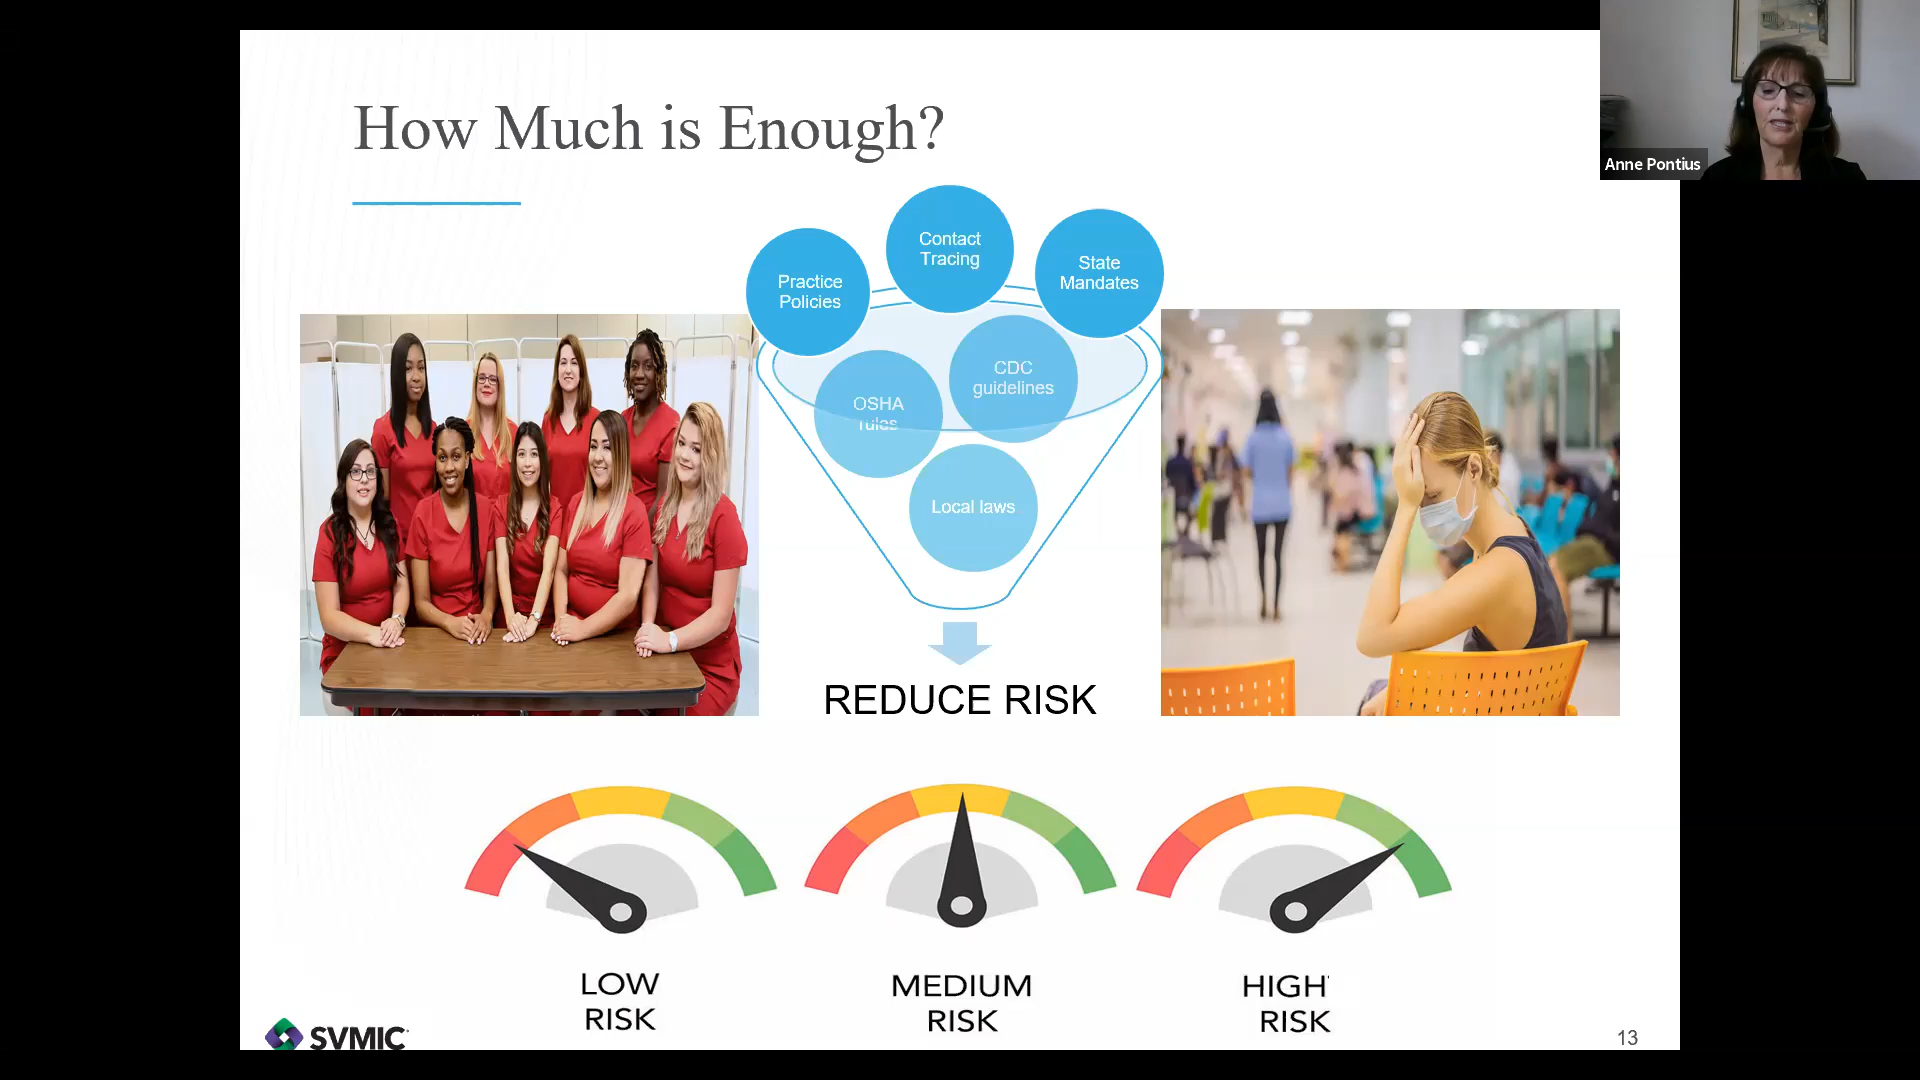 How Much is Enough?
Anne Pontius
Contact
Tracing
State
Mandates
Practice
Policies
CDC
guidelines
OSHA
rules
Local laws
REDUCE RISK
LOW
RISK
MEDIUM
RISK
HIGH
RISK
SVMIC
13